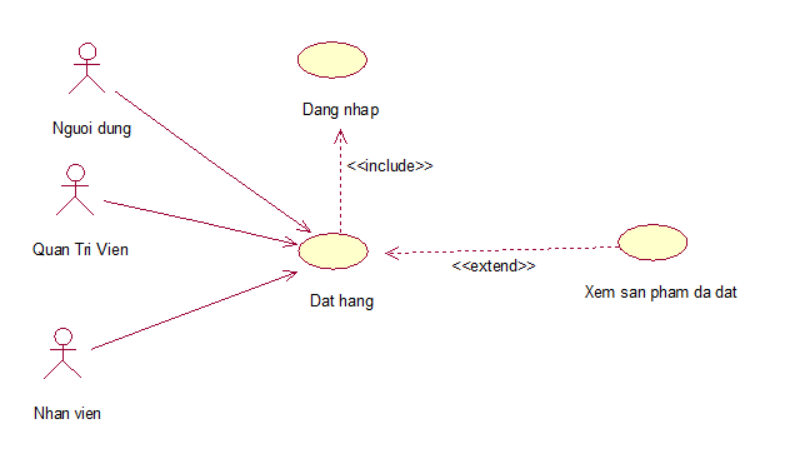 Dang nhap
Nguoi dung
<<include>>
Quan Tri Vien
<<extend>>
Xem san pham da dat
Dat hang
Nhan vien